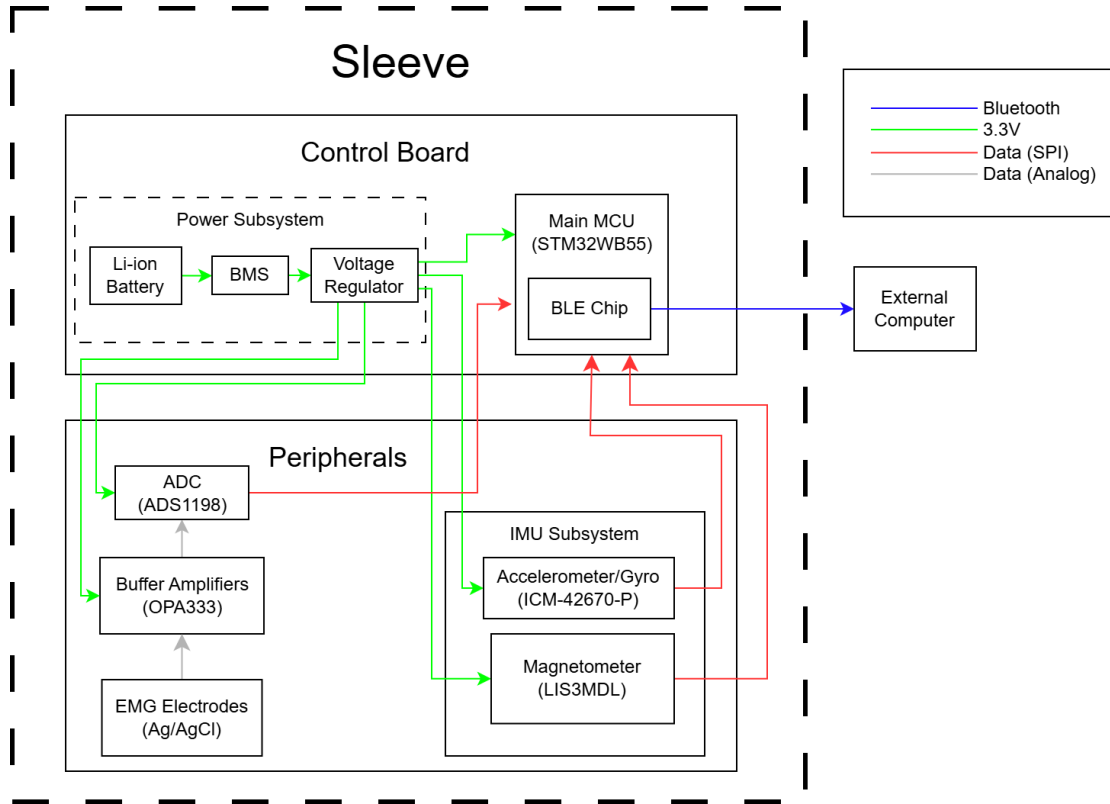 Sleeve
Control Board
Power Subsystem
Li-ion
Battery
BMS
Voltage
Regulator
Main MCU
(STM32WB55)
BLE Chip
Bluetooth
3.3V
Data (SPI)
Data (Analog)
External
Computer
Peripherals
ADC
(ADS1198)
Buffer Amplifiers
(OPA333)
EMG Electrodes
(Ag/AgCl)
IMU Subsystem
Accelerometer/Gyro
(ICM-42670-P)
Magnetometer
(LIS3MDL)